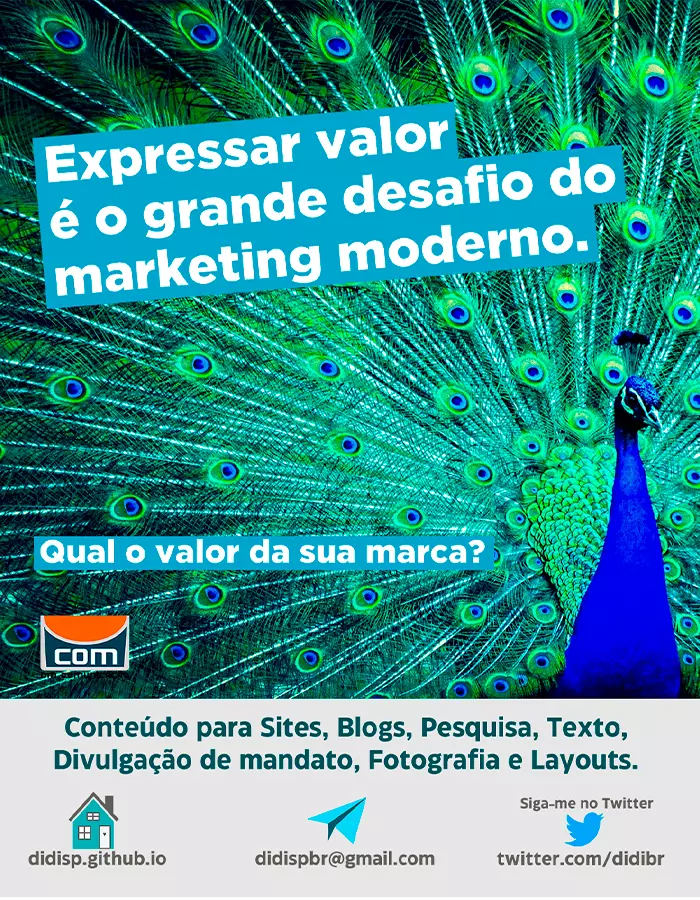 Expressar valor
é o grande desafio do
marketing moderno.
Qual o valor da sua marca?
com
Conteúdo para Sites, Blogs, Pesquisa, Texto,
Divulgação de mandato, Fotografia e Layouts.
didisp.github.io
didispbr@gmail.com
Siga-me no Twitter
twitter.com/didibr